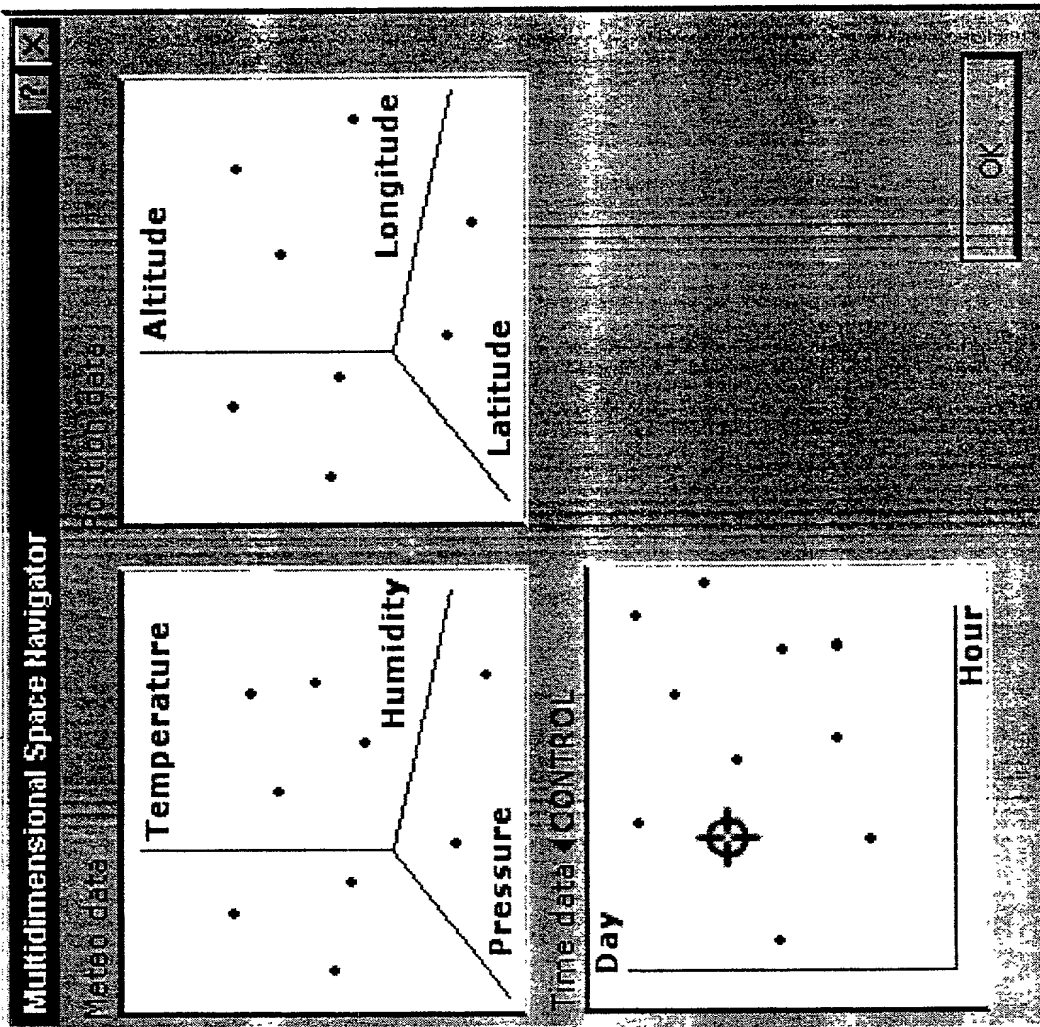 Multidimensional Space Navigator
? X
Meteo data
Position data
Temperature
Humidity
Pressure
Altitude
Longitude
Latitude
Time data ◀ CONTROL
Day
Hour
OK